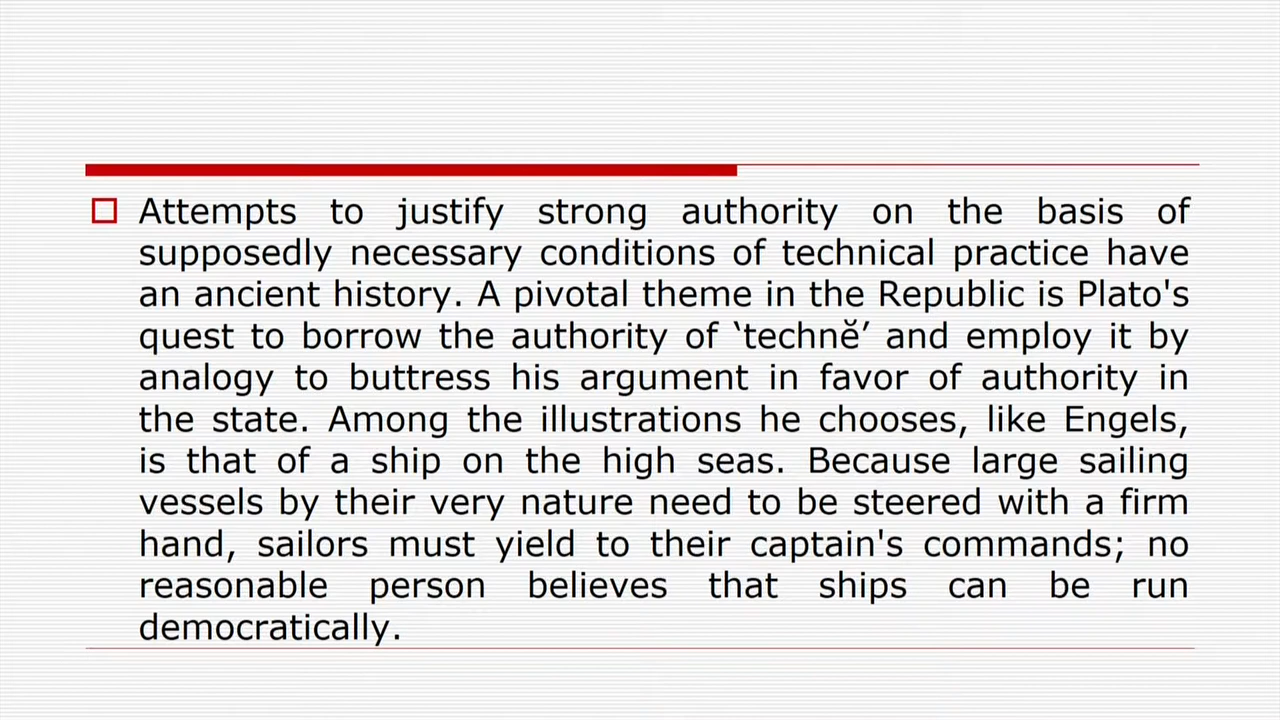 Attempts to justify strong authority on the basis of
supposedly necessary conditions of technical practice have
an ancient history. A pivotal theme in the Republic is Plato's
quest to borrow the authority of ‘technĕ’ and employ it by
analogy to buttress his argument in favor of authority in
the state. Among the illustrations he chooses, like Engels,
is that of a ship on the high seas. Because large sailing
vessels by their very nature need to be steered with a firm
hand, sailors must yield to their captain's commands; no
reasonable person believes that ships can be run
democratically.